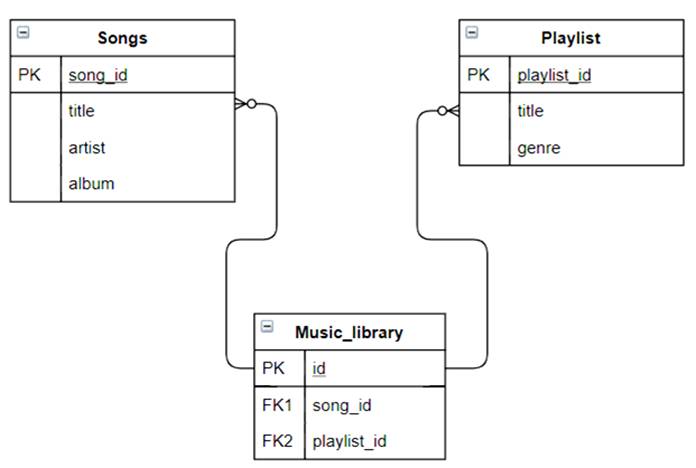 Songs
PK song_id
title
artist
album
Playlist
PK playlist_id
title
genre
Music_library
PK id
FK1 song_id
FK2 playlist_id